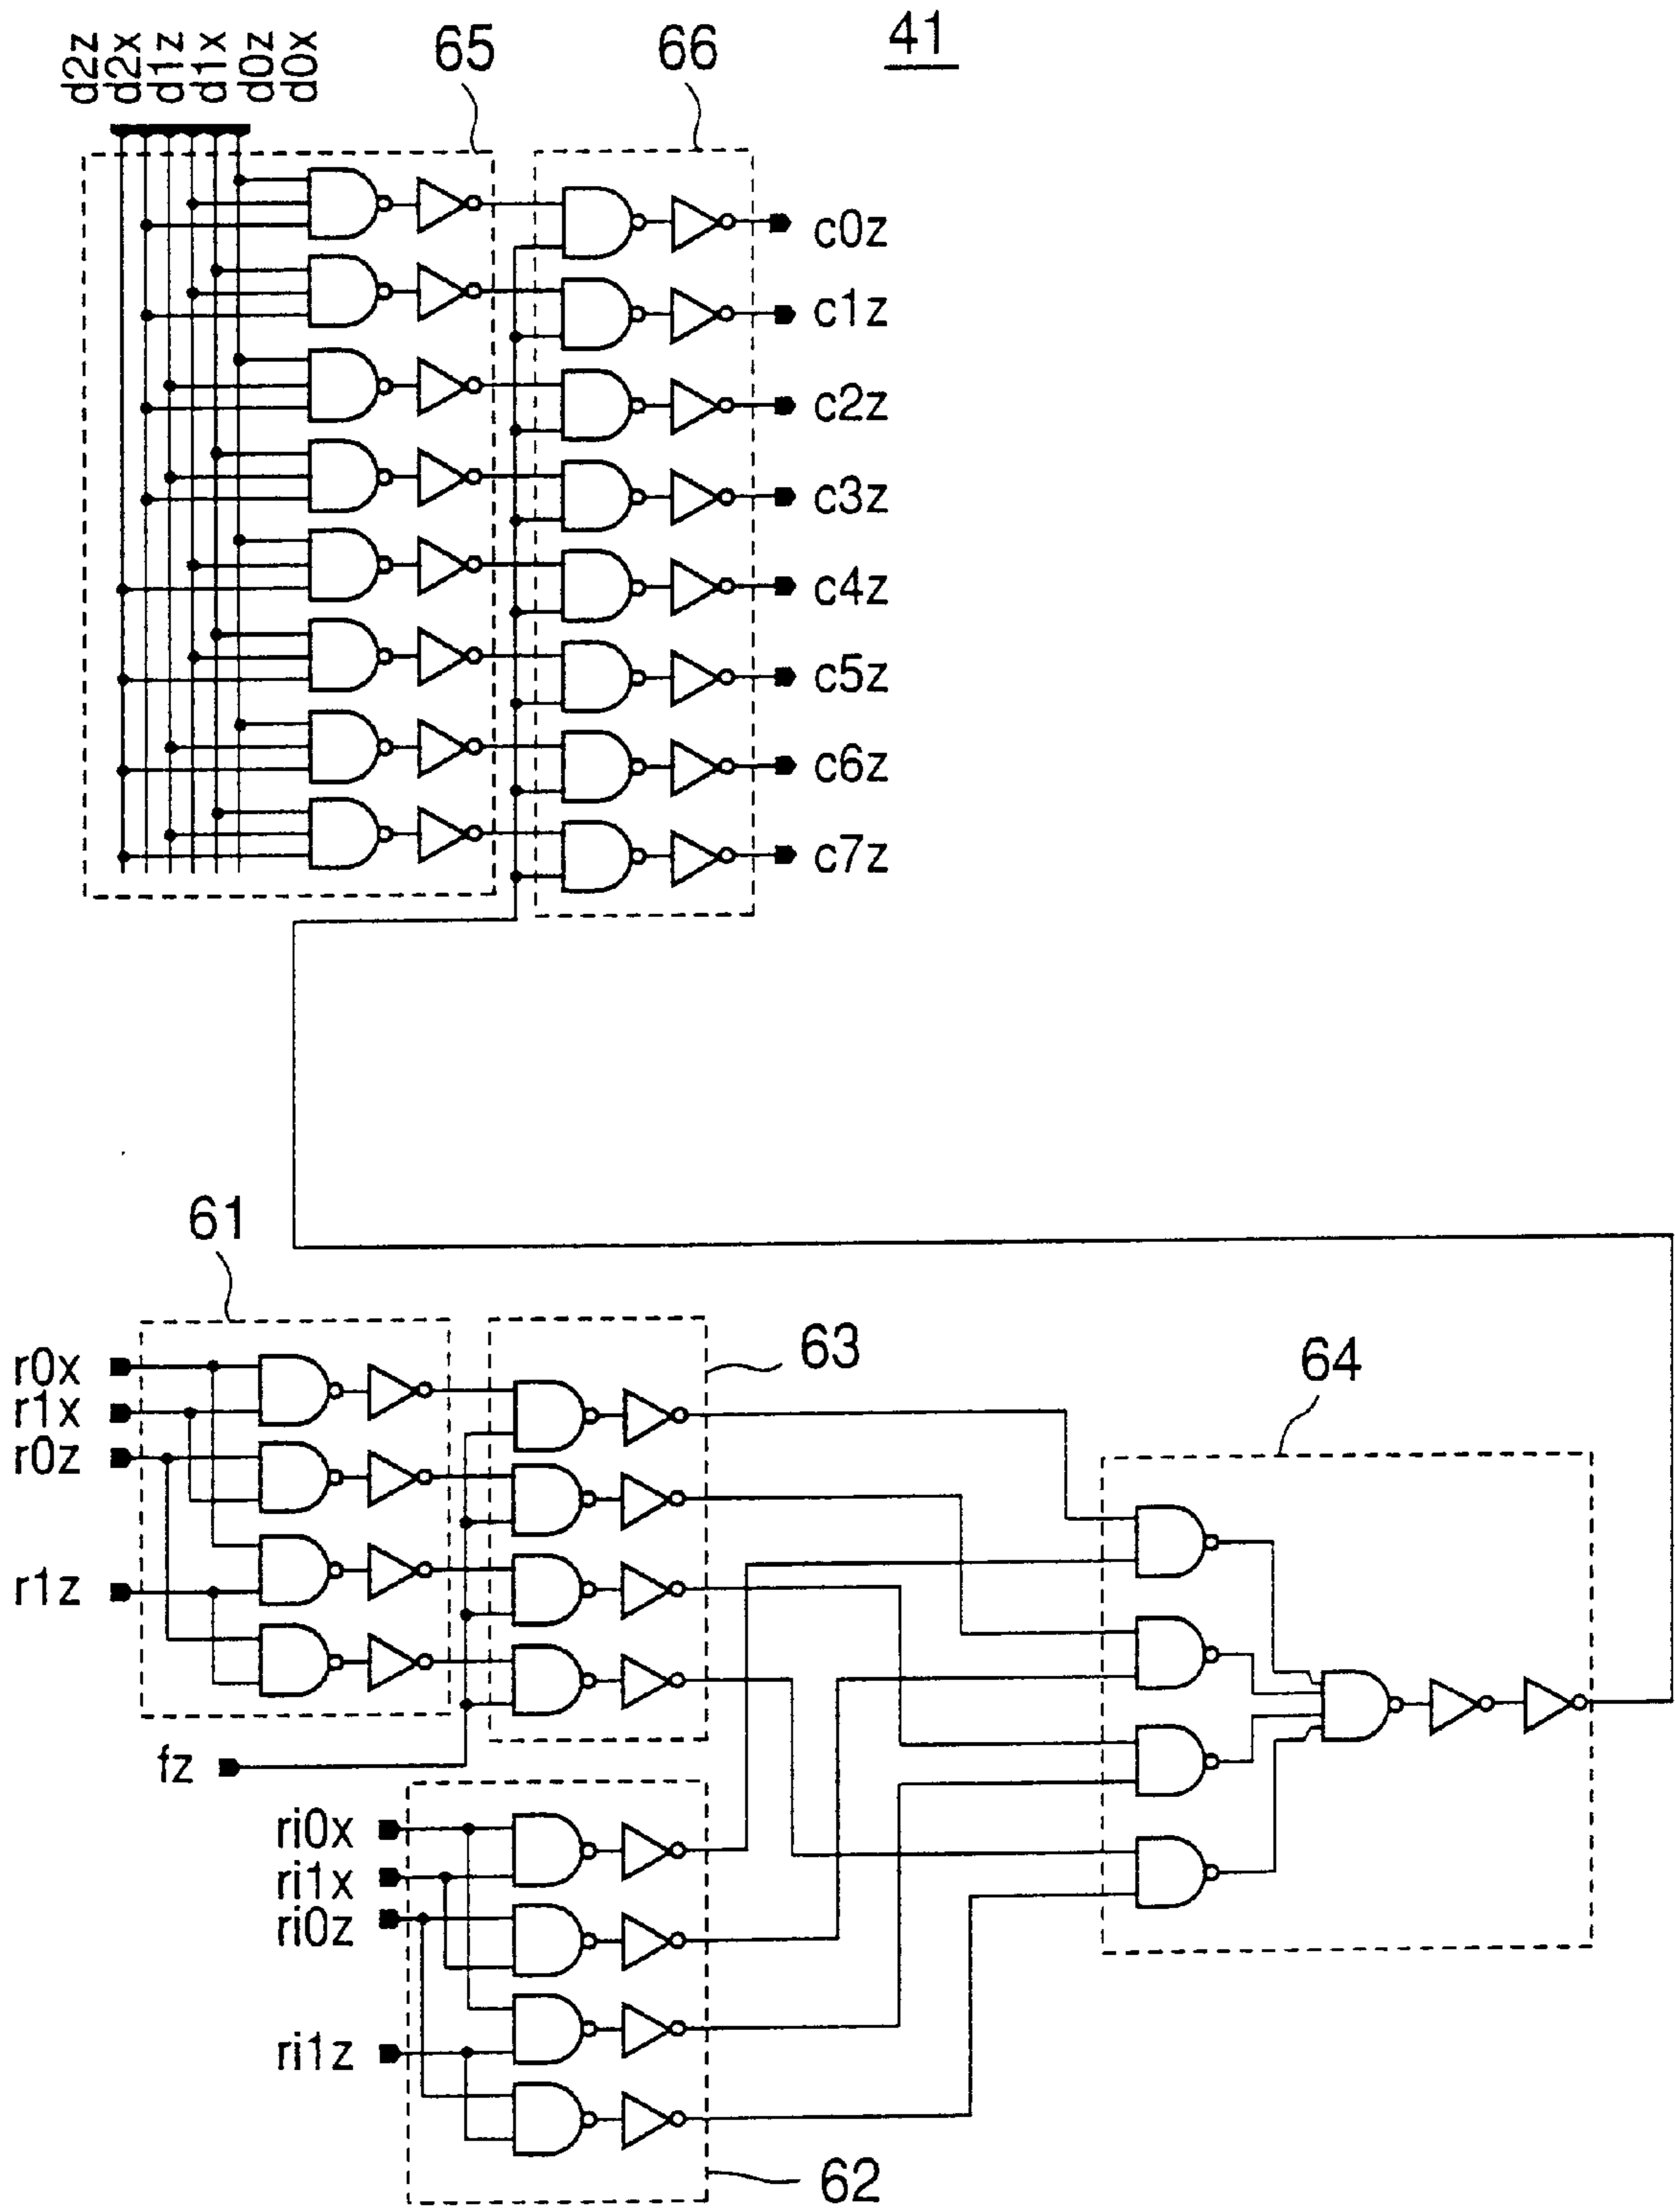 41
65
66
d2z
d2x
d1z
d1x
d0z
d0x
c0z
c1z
c2z
c3z
c4z
c5z
c6z
c7z
61
63
64
r0x
r1x
r0z
r1z
fz
ri0x
ri1x
ri0z
ri1z
62